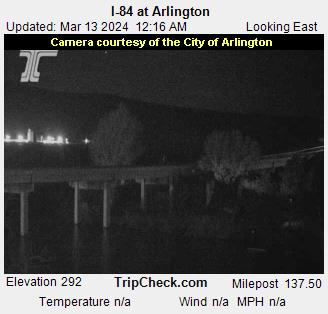 I-84 at Arlington
Updated: Mar 13 2024 12:16 AM Looking East
Camera courtesy of the City of Arlington
Elevation 292 TripCheck.com Milepost 137.50
Temperature n/a Wind n/a MPH n/a